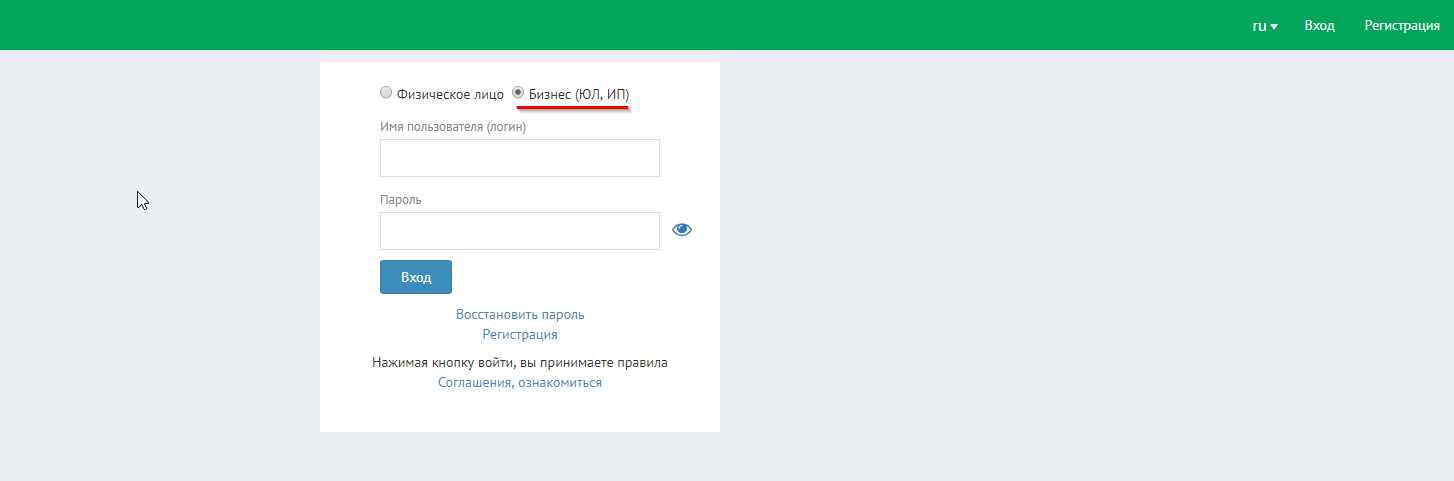 ru Вход Регистрация
Физическое лицо Бизнес (ЮЛ, ИП)
Имя пользователя (логин)
Пароль
Вход
Восстановить пароль
Регистрация
Нажимая кнопку войти, вы принимаете правила
Соглашения, ознакомиться